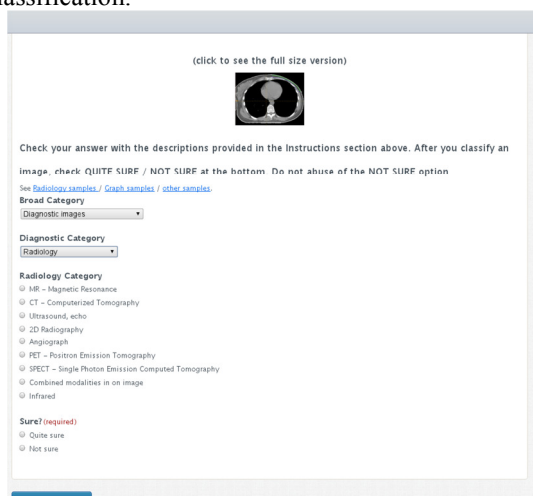 assification.
(click to see the full size version)
Check your answer with the descriptions provided in the Instructions section above. After you classify an
image, check QUITE SURE / NOT SURE at the bottom. Do not abuse of the NOT SURE option
See Radiology samples / Graph samples / other samples.
Broad Category
Diagnostic images
Diagnostic Category
Radiology
Radiology Category
MR – Magnetic Resonance
CT – Computerized Tomography
Ultrasound, echo
2D Radiography
Angiograph
PET – Positron Emission Tomography
SPECT – Single Photon Emission Computed Tomography
Combined modalities in on image
Infrared
Sure? (required)
Quite sure
Not sure